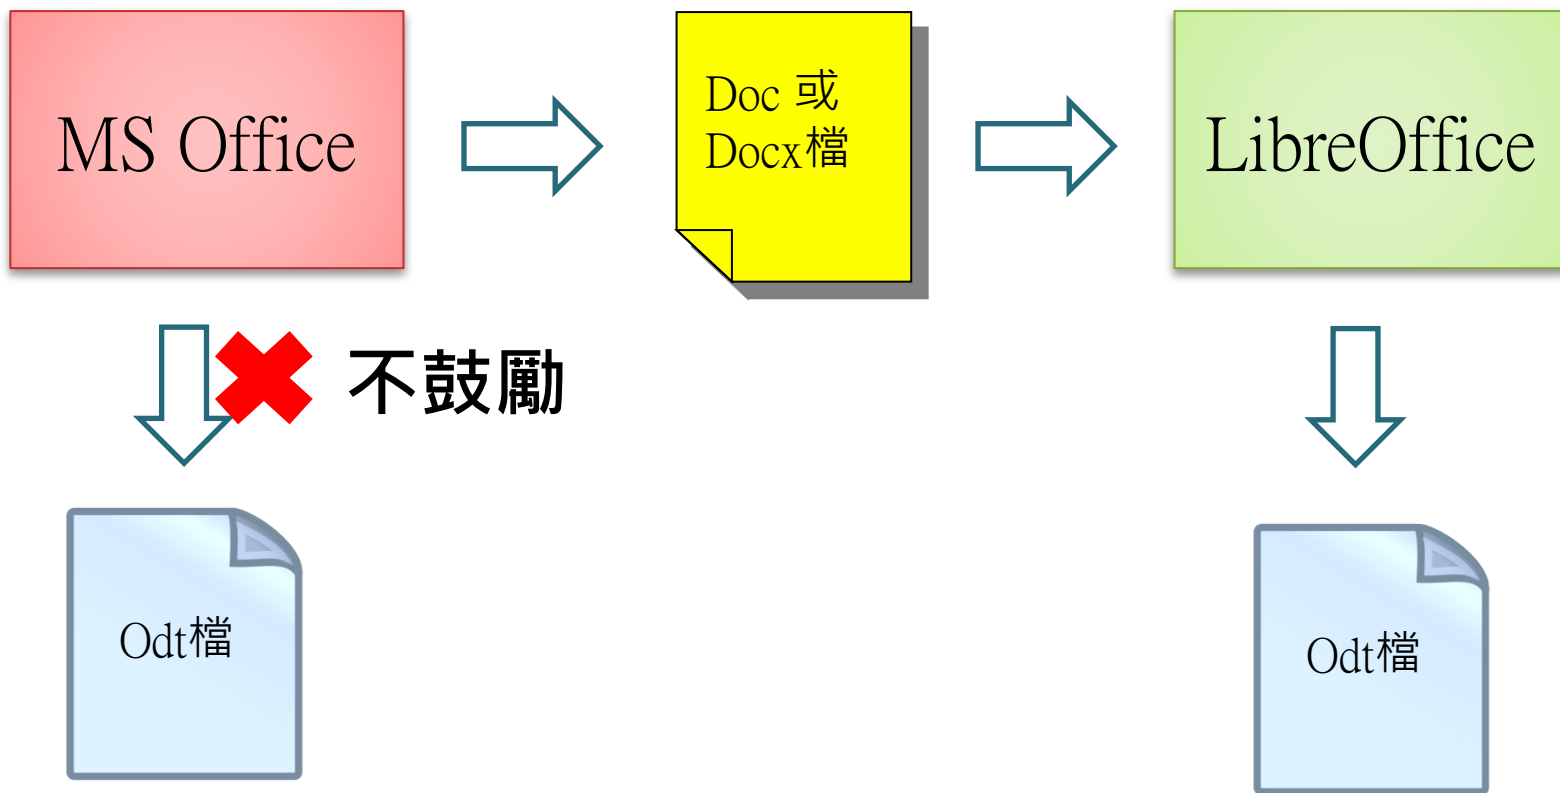 MS Office
Doc 或
Docx檔
LibreOffice
不鼓勵
Odt檔
Odt檔